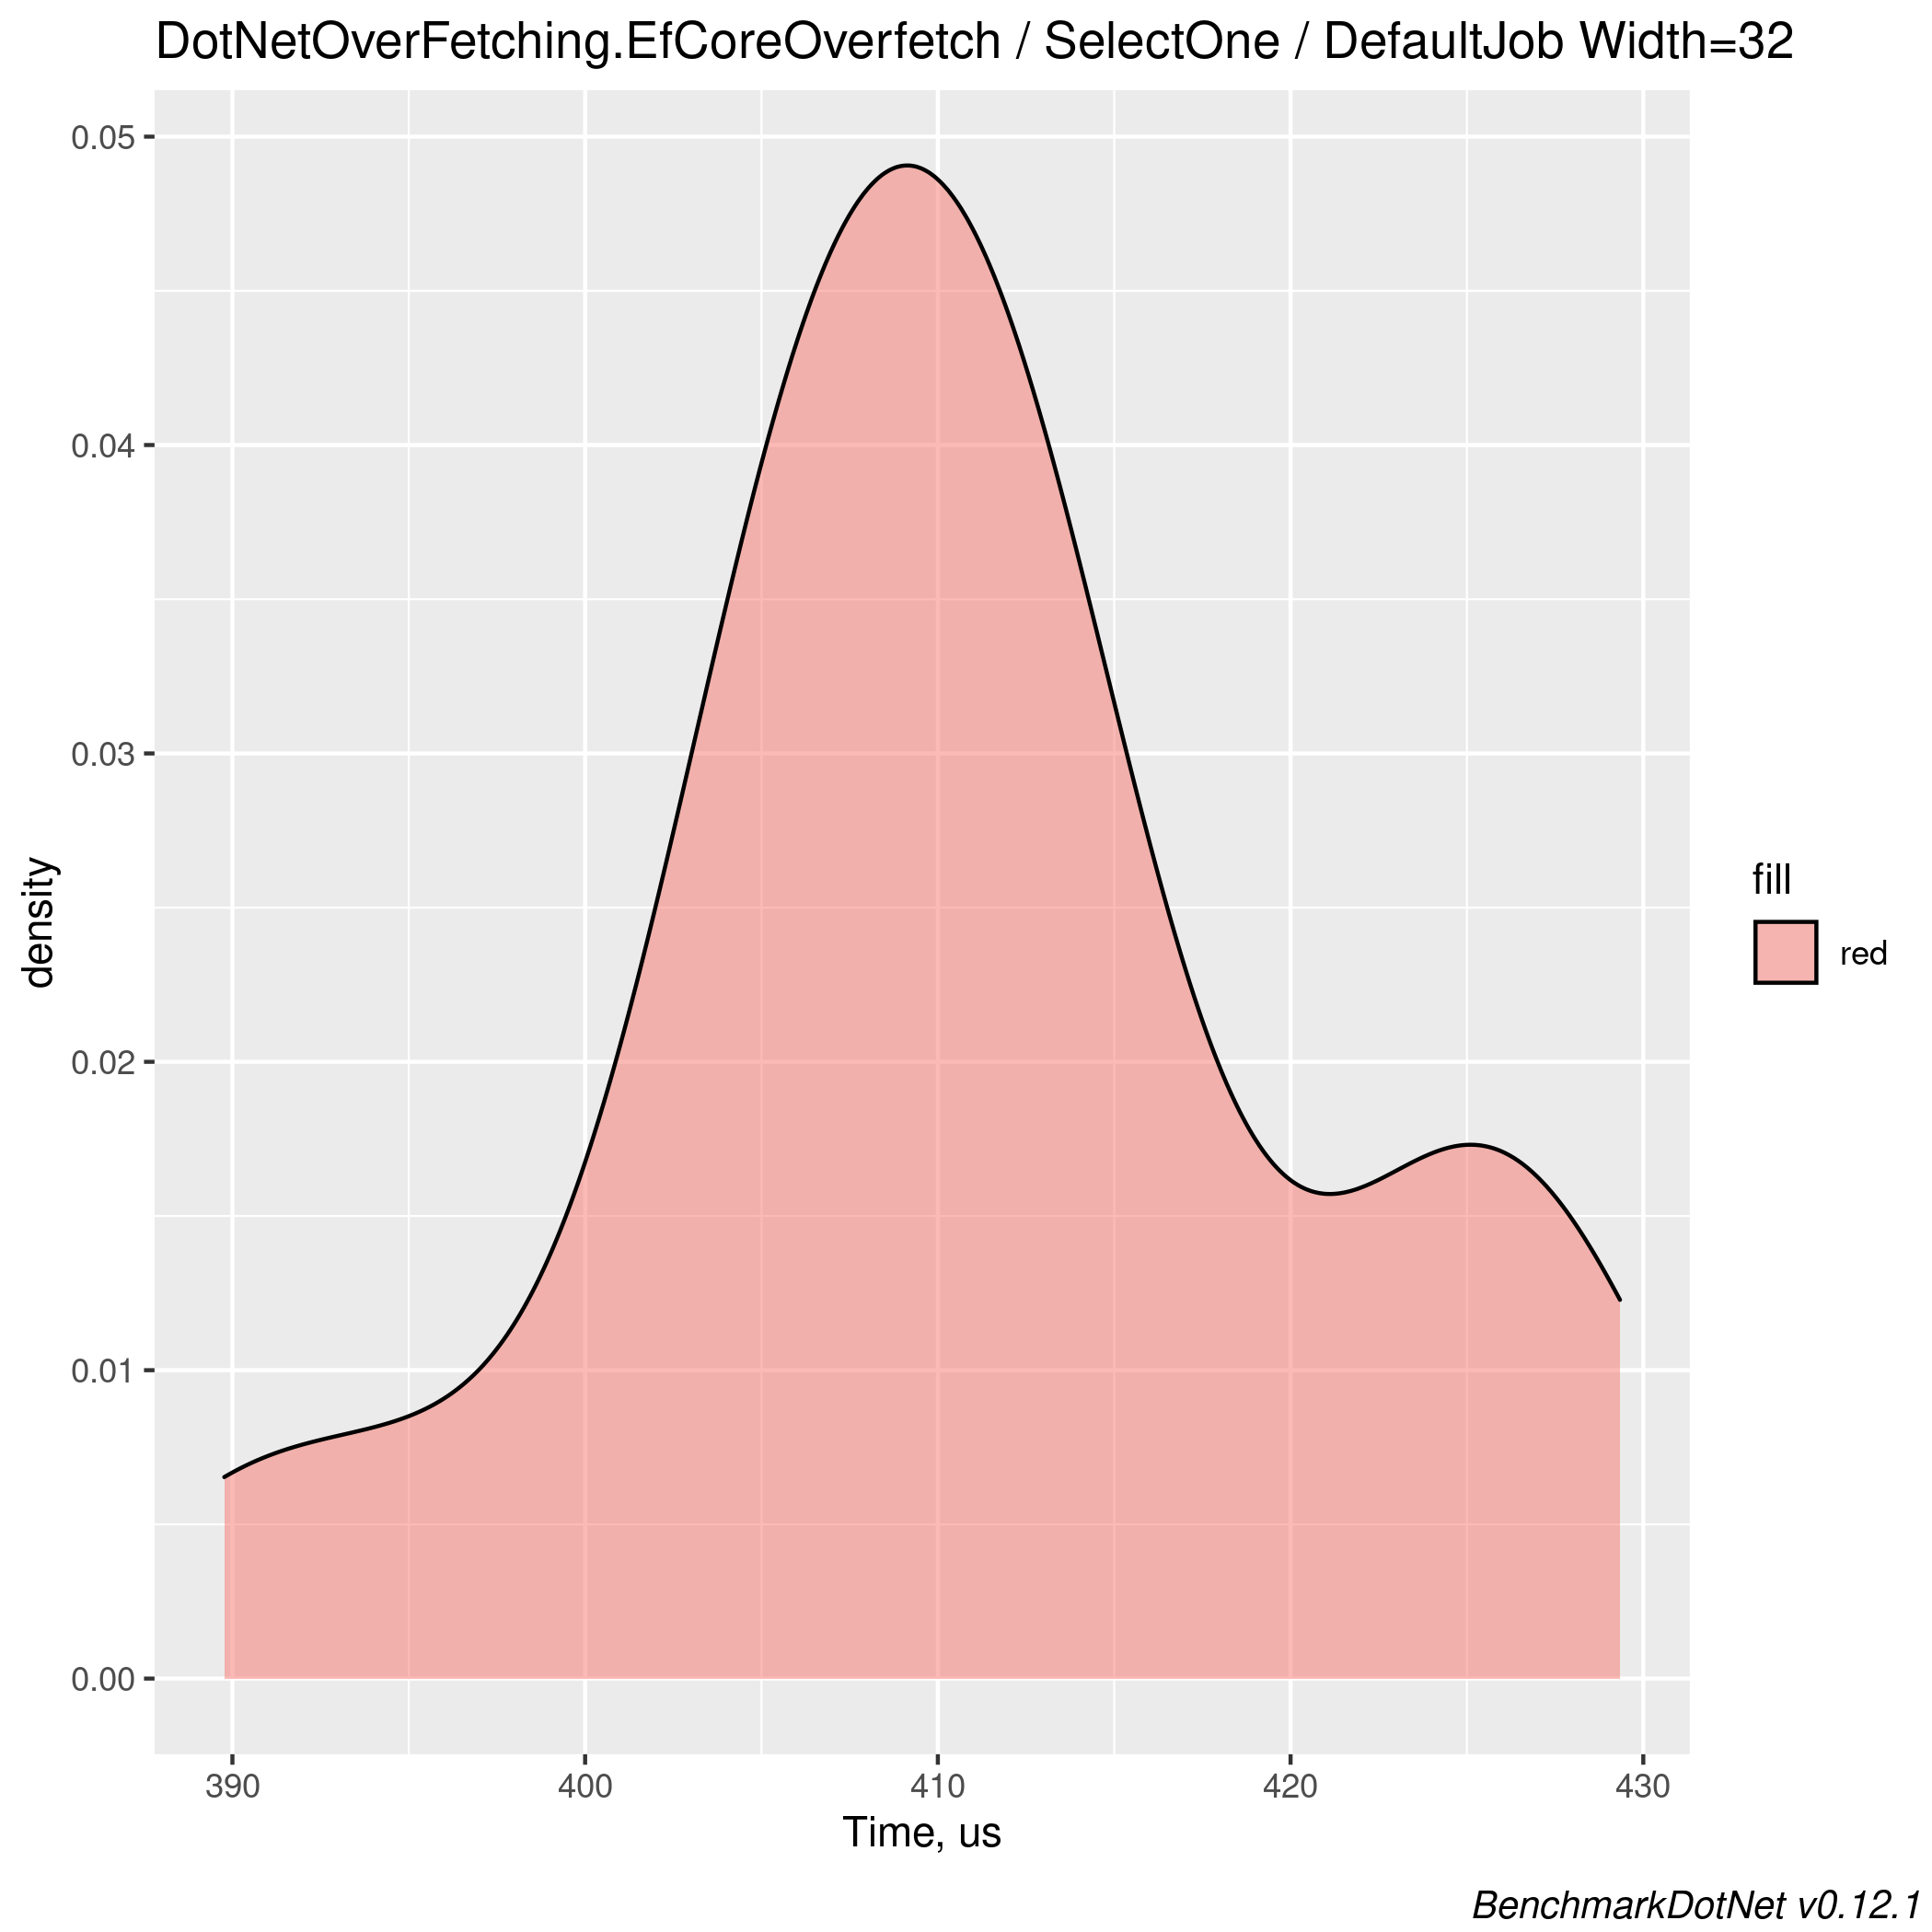 DotNetOverFetching.EfCoreOverfetch / SelectOne / DefaultJob Width=32
0.05
0.04
0.03
0.02
0.01
0.00
density
390 400 410 420 430
Time, us
fill
red
BenchmarkDotNet v0.12.1